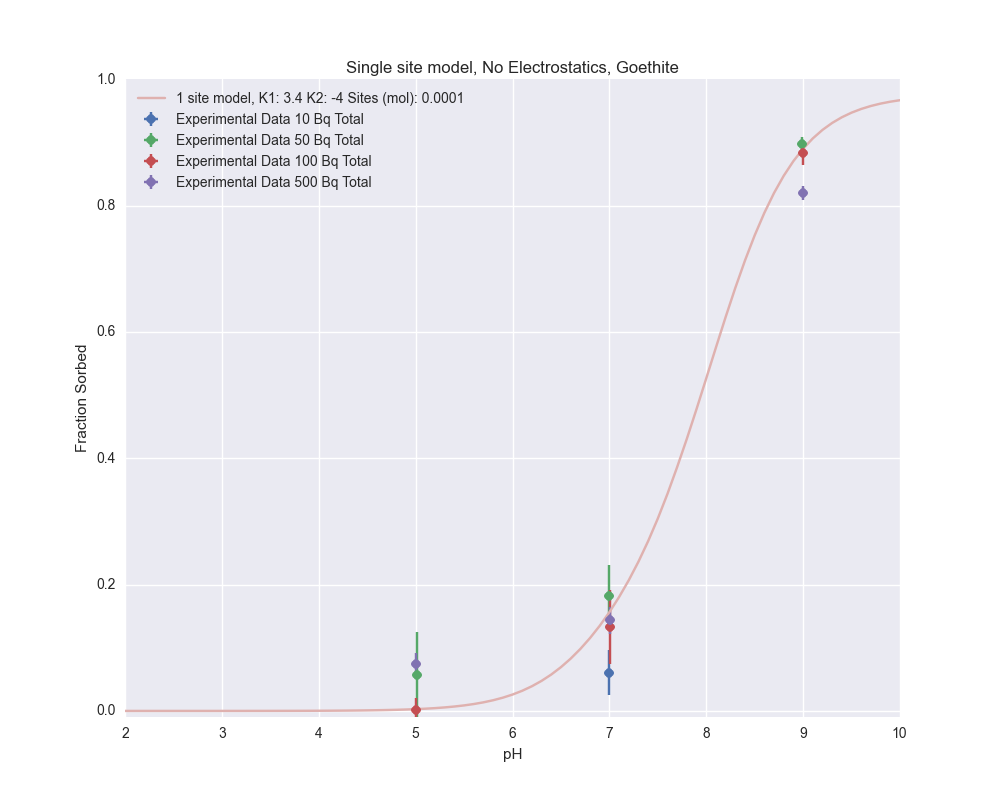 Single site model, No Electrostatics, Goethite
1 site model, K1: 3.4 K2: -4 Sites (mol): 0.0001
Experimental Data 10 Bq Total
Experimental Data 50 Bq Total
Experimental Data 100 Bq Total
Experimental Data 500 Bq Total
1.0
0.8
0.6
0.4
0.2
0.0
Fraction Sorbed
2 3 4 5 6 7 8 9 10
pH